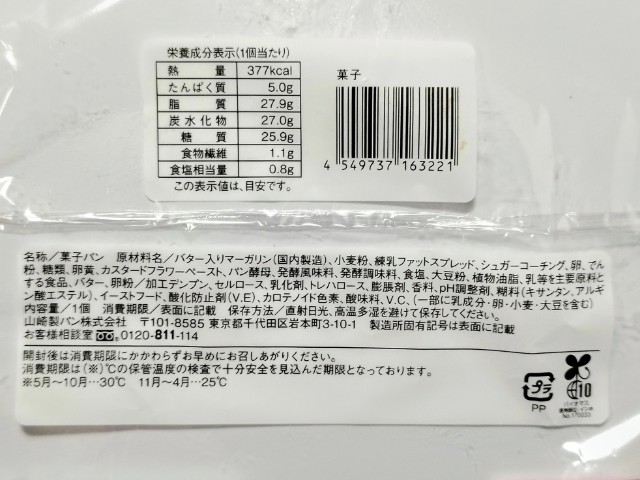 栄養成分表示(1個当たり)
熱量 377kcal
たんぱく質 5.0g
脂質 27.9g
炭水化物 27.0g
糖質 25.9g
食物繊維 1.1g
食塩相当量 0.8g
この表示値は、目安です。
菓子
4 549737 163221
名称/菓子パン 原材料名/バター入りマーガリン(国内製造)、小麦粉、練乳ファットスプレッド、シュガーコーチング、卵、でん
粉、糖類、卵黄、カスタードフラワーペースト、パン酵母、発酵風味料、発酵調味料、食塩、大豆粉、植物油脂、乳等を主要原料と
する食品、バター、卵粉/加工デンプン、セルロース、乳化剤、トレハロース、膨脹剤、香料、pH調整剤、糊料(キサンタン、アルギ
ン酸エステル)、イーストフード、酸化防止剤(V.E)、カロテノイド色素、酸味料、V.C、(一部に乳成分・卵・小麦・大豆を含む)
内容量/1個 消費期限/表面に記載 保存方法/直射日光、高温多湿を避けて保存してください。
山崎製パン株式会社 〒101-8585 東京都千代田区岩本町3-10-1 製造所固有記号は表面に記載
お客様相談室 0120-811-114
開封後は消費期限にかかわらずお早めにお召しあがりください。
消費期限は(※)℃の保管温度の検査で十分安全を見込んだ期限となっております。
※5月~10月…30℃ 11月~4月…25℃
プラ
PP
10
バイオマス
No.170033